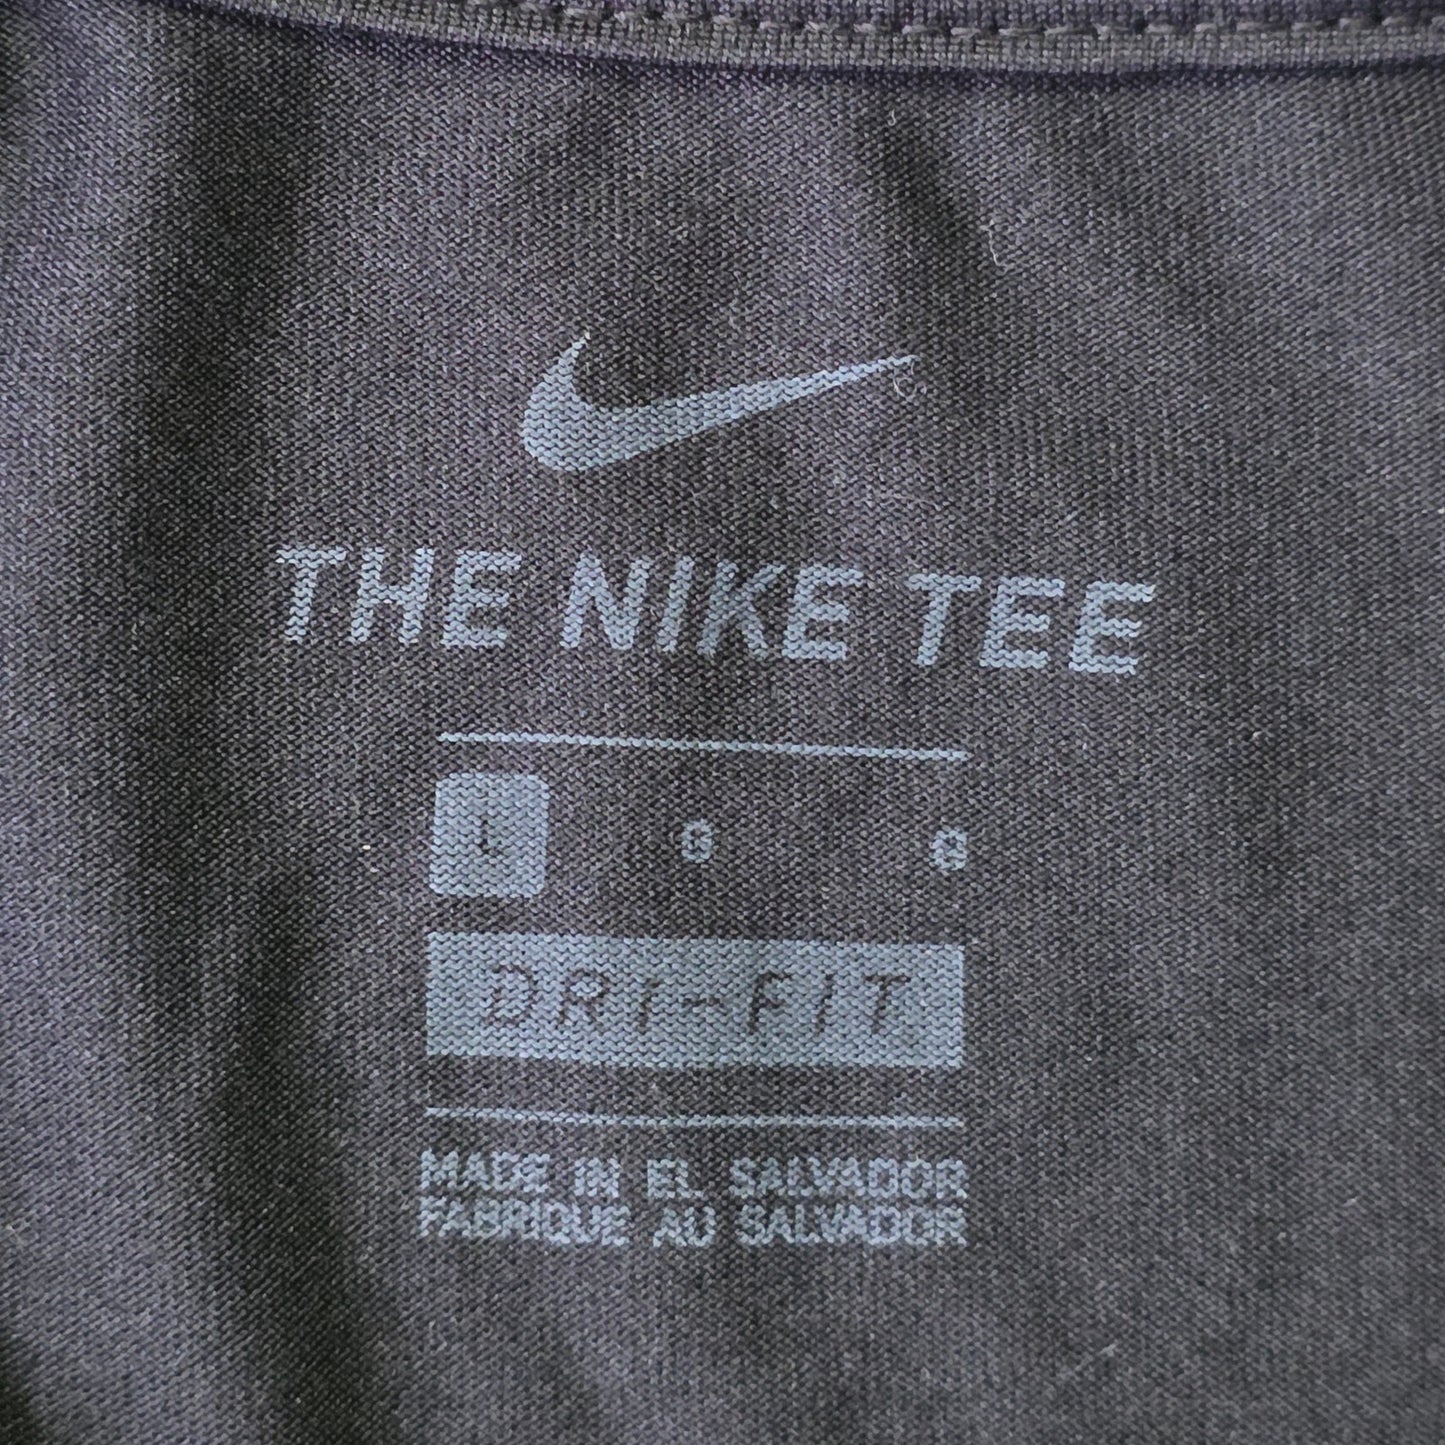 THE NIKE TEE
L G G
DRI-FIT
MADE IN EL SALVADOR
FABRIQUE AU SALVADOR